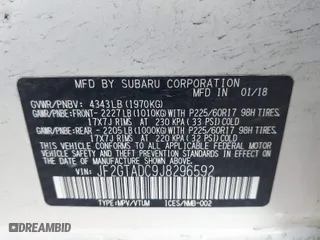 MFD. BY SUBARU CORPORATION
MFD IN 01/18
GVWR/PNBV: 4343LB (1970KG)
GAWR/PNBE:FRONT- 2227LB (1010KG) WITH P225/60R17 98H TIRES,
17X7J RIMS AT 230 KPA ( 33 PSI) COLD
GAWR/PNBE:REAR - 2205LB (1000KG) WITH P225/60R17 98H TIRES,
17X7J RIMS AT 220 KPA ( 32 PSI) COLD
THIS VEHICLE CONFORMS TO ALL APPLICABLE FEDERAL MOTOR
VEHICLE SAFETY, BUMPER, AND THEFT PREVENTION STANDARDS
IN EFFECT ON THE DATE OF MANUFACTURE SHOWN ABOVE.
VIN: JF2GTADC9J8296592
TYPE:MPV/VTUM ICES/NMB-002
AUTOHELPERBOT.COM